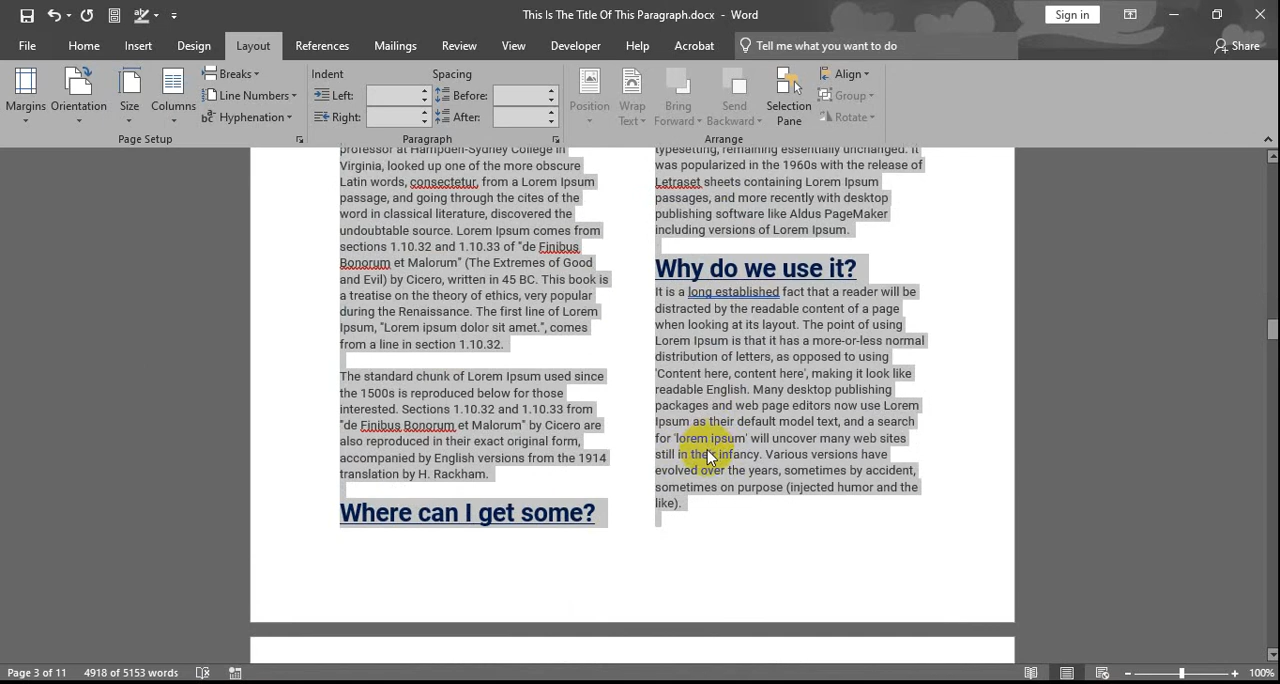 This Is The Title Of This Paragraph.docx - Word
Sign in
File Home Insert Design Layout References Mailings Review View Developer Help Acrobat Tell me what you want to do Share
Margins Orientation Size Columns
Breaks
Line Numbers
Hyphenation
Page Setup
Indent Spacing
Left: Before:
Right: After:
Paragraph
Position Wrap Text Bring Forward Send Backward Selection Pane
Align
Group
Rotate
Arrange
professor at Hampden-Sydney College in
Virginia, looked up one of the more obscure
Latin words, consectetur, from a Lorem Ipsum
passage, and going through the cites of the
word in classical literature, discovered the
undoubtable source. Lorem Ipsum comes from
sections 1.10.32 and 1.10.33 of "de Finibus
Bonorum et Malorum" (The Extremes of Good
and Evil) by Cicero, written in 45 BC. This book is
a treatise on the theory of ethics, very popular
during the Renaissance. The first line of Lorem
Ipsum, "Lorem ipsum dolor sit amet.", comes
from a line in section 1.10.32.
The standard chunk of Lorem Ipsum used since
the 1500s is reproduced below for those
interested. Sections 1.10.32 and 1.10.33 from
"de Finibus Bonorum et Malorum" by Cicero are
also reproduced in their exact original form,
accompanied by English versions from the 1914
translation by H. Rackham.
Where can I get some?
typesetting, remaining essentially unchanged. It
was popularized in the 1960s with the release of
Letraset sheets containing Lorem Ipsum
passages, and more recently with desktop
publishing software like Aldus PageMaker
including versions of Lorem Ipsum.
Why do we use it?
It is a long established fact that a reader will be
distracted by the readable content of a page
when looking at its layout. The point of using
Lorem Ipsum is that it has a more-or-less normal
distribution of letters, as opposed to using
'Content here, content here', making it look like
readable English. Many desktop publishing
packages and web page editors now use Lorem
Ipsum as their default model text, and a search
for 'lorem ipsum' will uncover many web sites
still in their infancy. Various versions have
evolved over the years, sometimes by accident,
sometimes on purpose (injected humor and the
like).
Page 3 of 11 4918 of 5153 words 100%